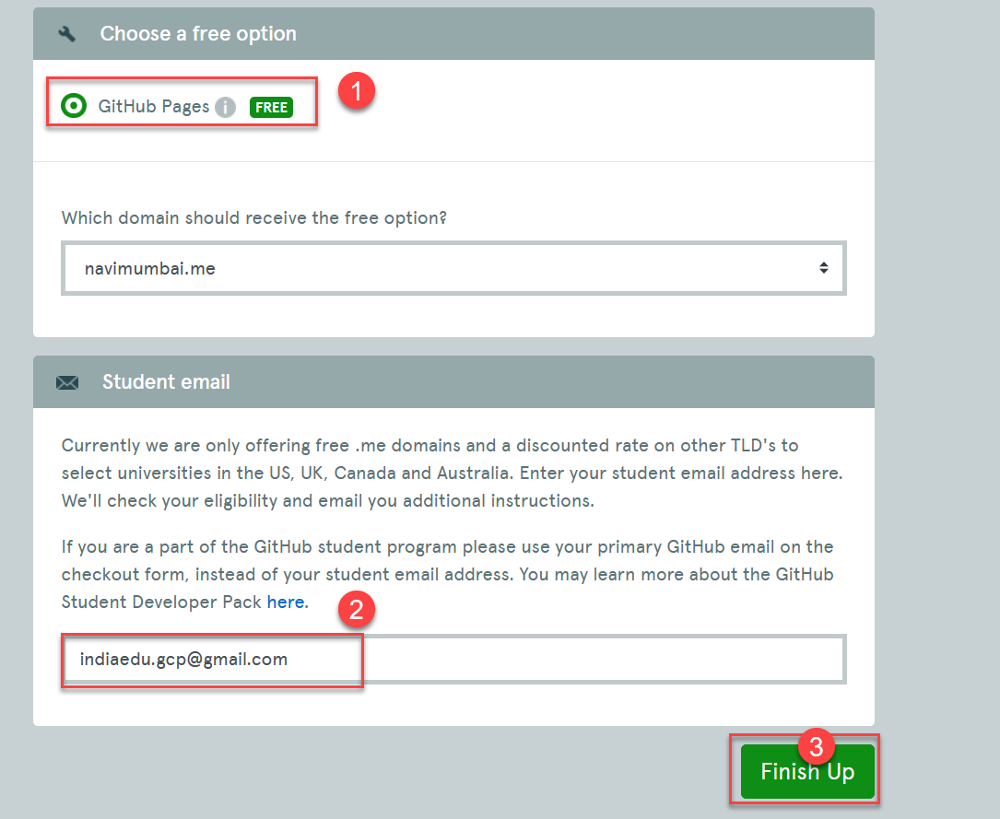 Choose a free option
GitHub Pages i FREE
1
Which domain should receive the free option?
navimumbai.me
Student email
Currently we are only offering free .me domains and a discounted rate on other TLD's to
select universities in the US, UK, Canada and Australia. Enter your student email address here.
We'll check your eligibility and email you additional instructions.
If you are a part of the GitHub student program please use your primary GitHub email on the
checkout form, instead of your student email address. You may learn more about the GitHub
Student Developer Pack here.
2
indiaedu.gcp@gmail.com
3
Finish Up